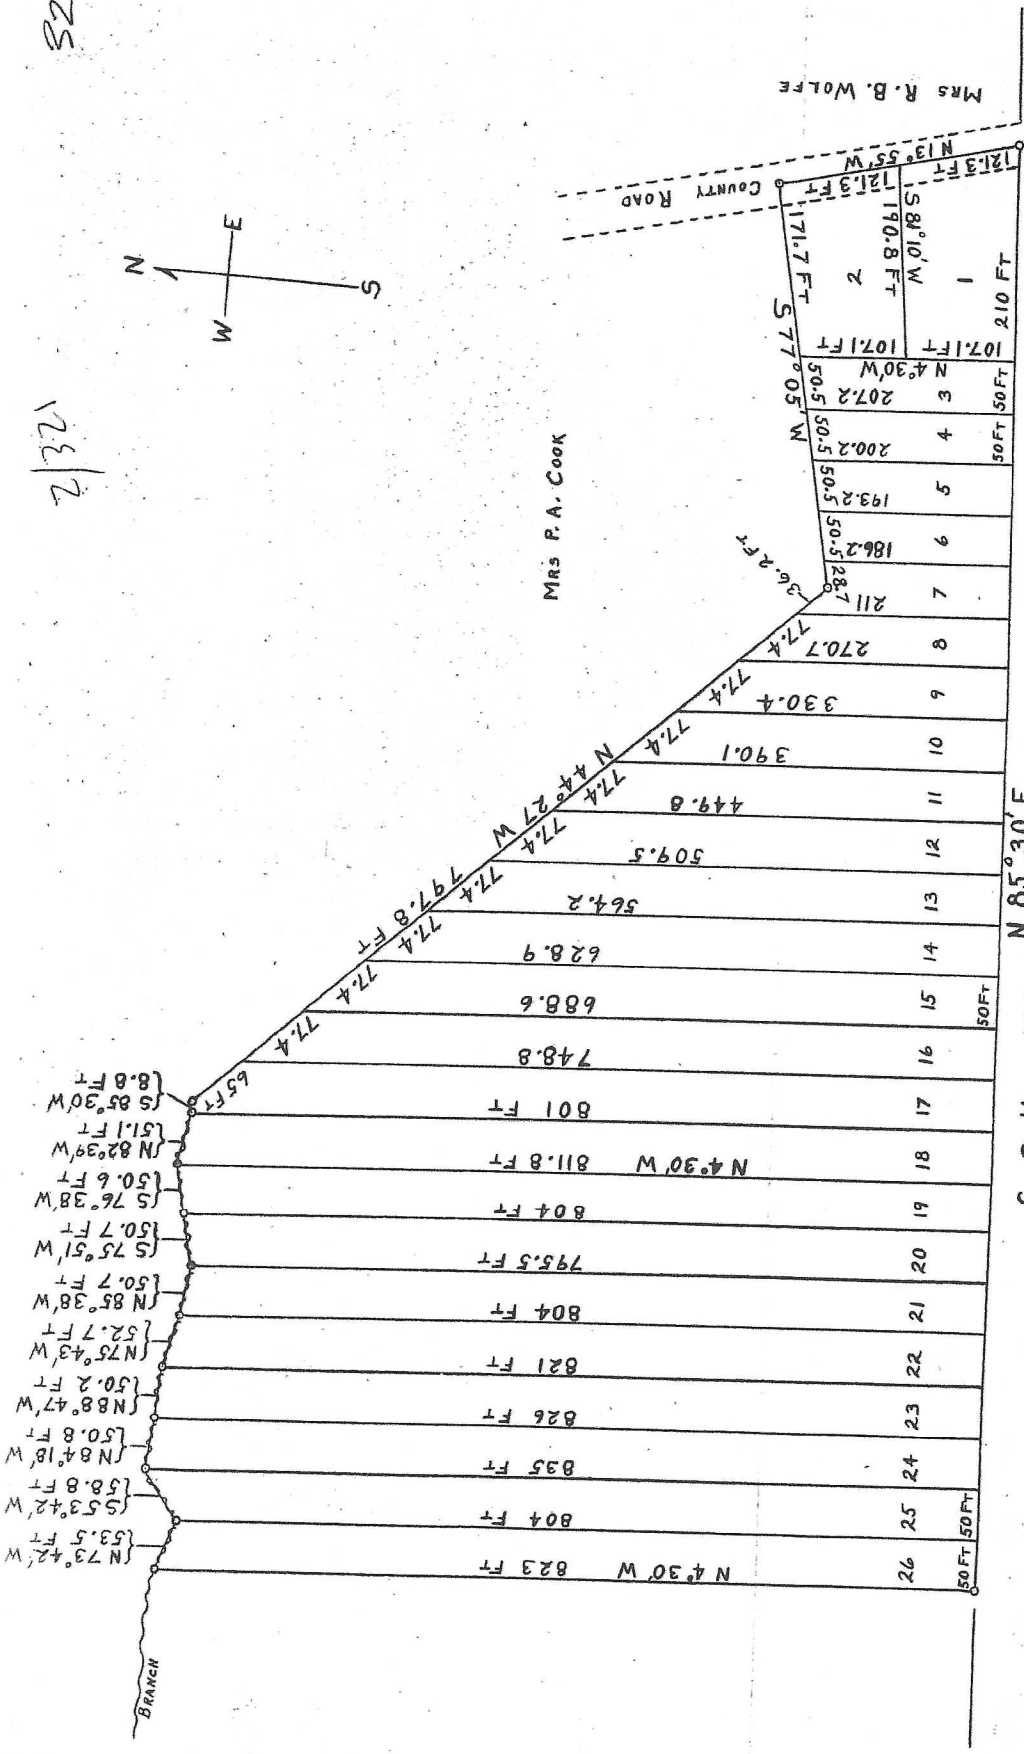 2/321
N
W E
S
MRS R. B. WOLFE
COUNTY ROAD
N 13° 55' W
121.3 FT
121.3 FT
MRS P. A. COOK
S 77° 05' W
171.7 FT
2
190.8 FT
S 81° 10' W
1
210 FT
107.1 FT
107.1 FT
N 4° 30' W
50.5
207.2
3
50 FT
50.5
200.2
4
50 FT
50.5
193.2
5
50.5
186.2
6
28.7
36.2 FT
211
7
77.4
270.7
8
77.4
330.4
9
77.4
390.1
10
77.4
449.8
11
77.4
509.5
12
77.4
564.2
13
77.4
628.9
14
77.4
688.6
15
50 FT
77.4
748.8
16
N 44° 27 W
797.8 FT
65 FT
801 FT
17
N 4° 30' W 811.8 FT
18
804 FT
19
795.5 FT
20
804 FT
21
821 FT
22
826 FT
23
835 FT
24
804 FT
25
50 FT
N 4° 30' W 823 FT
26
50 FT
N 85° 30' E
S 85° 30' W
8.8 FT
N 82° 39' W
51.1 FT
S 76° 38' W
50.6 FT
S 75° 51' W
50.7 FT
N 85° 38' W
50.7 FT
N 75° 43' W
52.7 FT
N 88° 47' W
50.2 FT
N 84° 18' W
50.8 FT
S 53° 42' W
58.8 FT
N 73° 42' W
53.5 FT
BRANCH